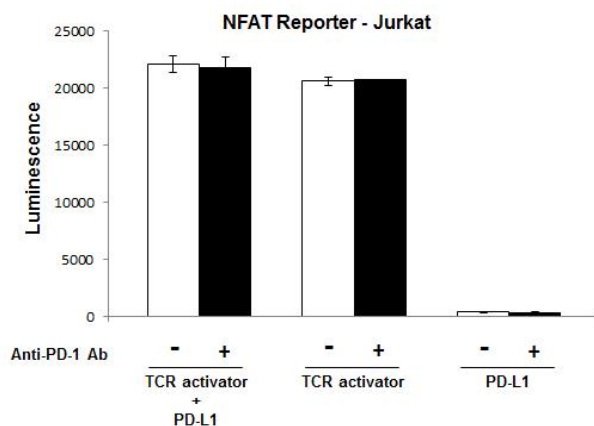 NFAT Reporter - Jurkat
25000
20000
15000
10000
5000
0
Luminescence
Anti-PD-1 Ab - + - + - +
TCR activator TCR activator PD-L1
+
PD-L1